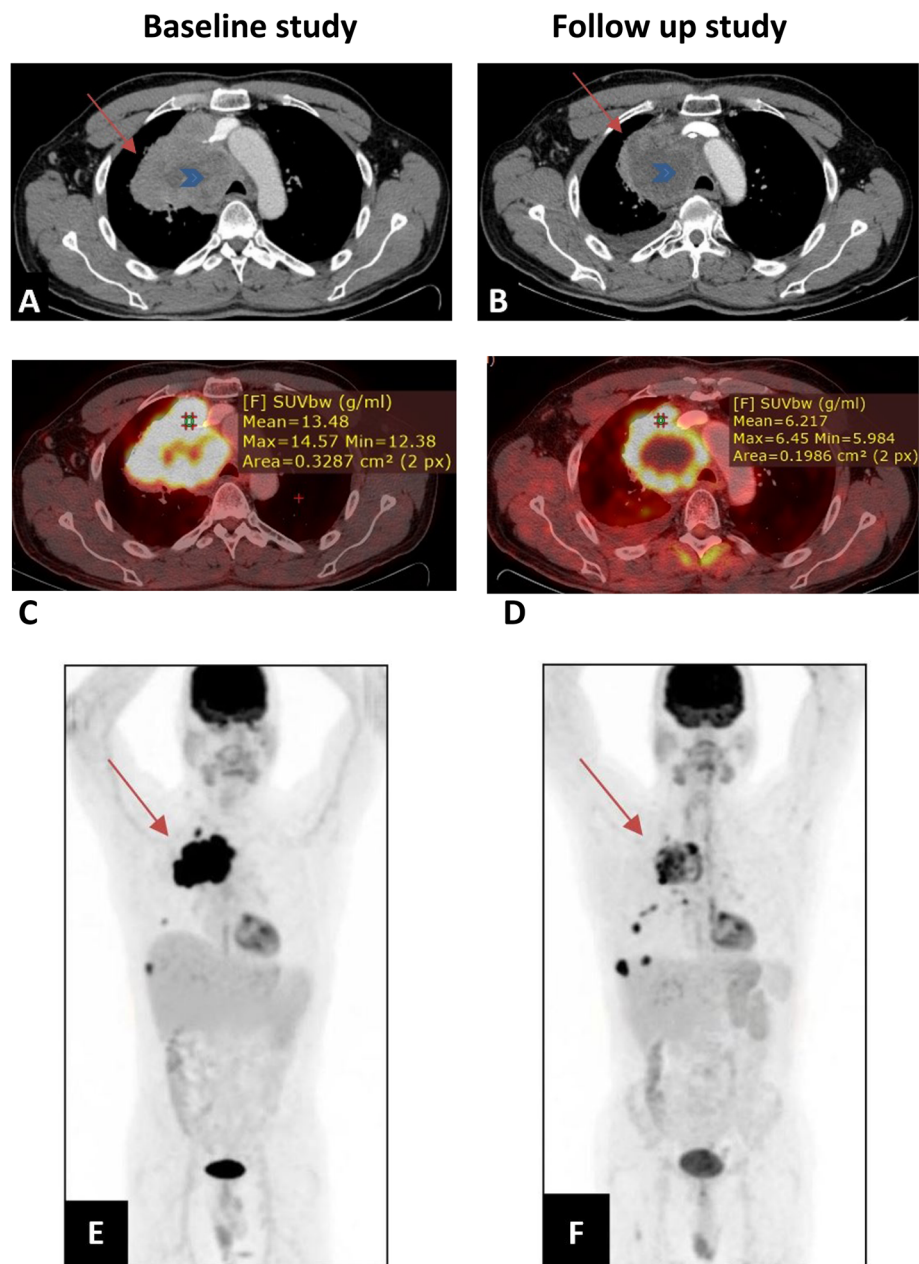 Baseline study
Follow up study
A
B
[F] SUVbw (g/ml)
Mean=13.48
Max=14.57 Min=12.38
Area=0.3287 cm² (2 px)
[F] SUVbw (g/ml)
Mean=6.217
Max=6.45 Min=5.984
Area=0.1986 cm² (2 px)
C
D
E
F